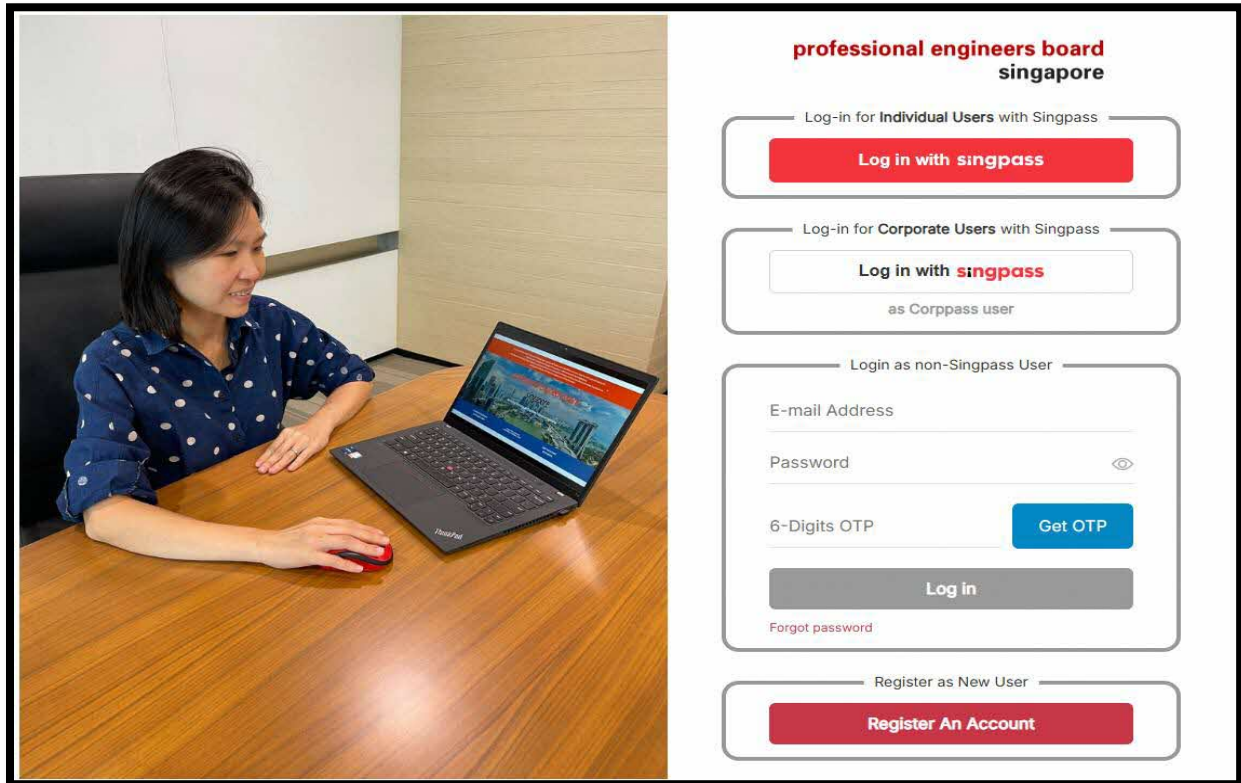 professional engineers board
singapore
Log-in for Individual Users with Singpass
Log in with singpass
Log-in for Corporate Users with Singpass
Log in with singpass
as Corppass user
Login as non-Singpass User
E-mail Address
Password
6-Digits OTP
Get OTP
Log in
Forgot password
Register as New User
Register An Account
ThinkPad